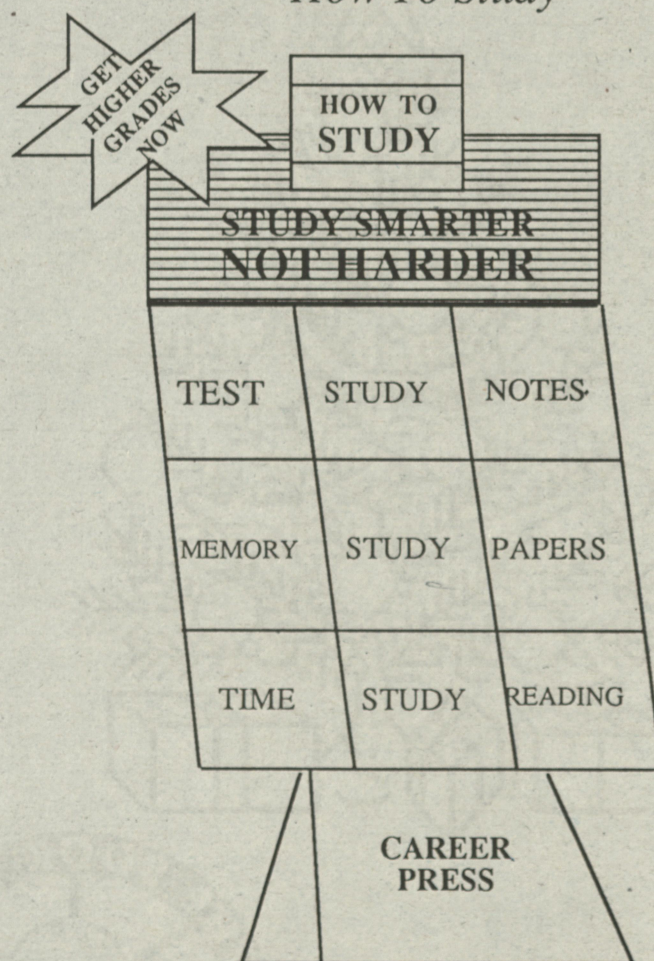 How To Study
GET
HIGHER
GRADES
NOW
HOW TO
STUDY
STUDY SMARTER
NOT HARDER
TEST STUDY NOTES
MEMORY STUDY PAPERS
TIME STUDY READING
CAREER
PRESS